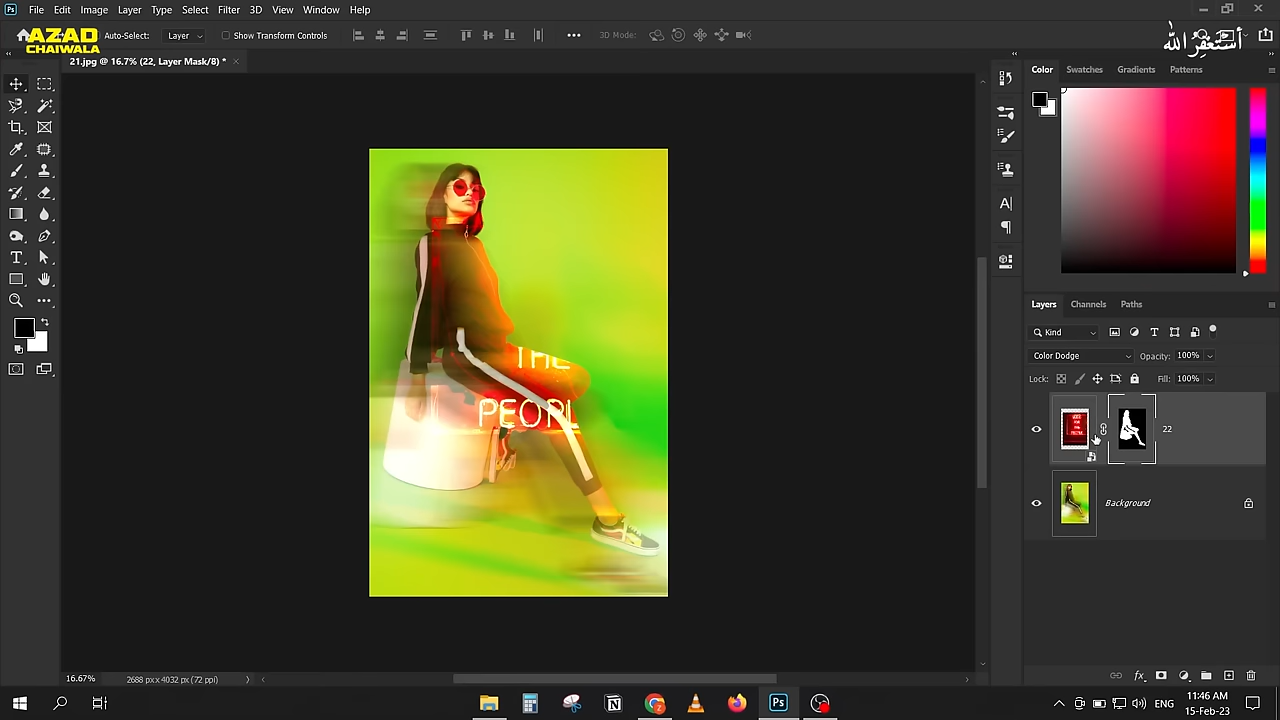 File Edit Image Layer Type Select Filter 3D View Window Help
AZAD
CHAIWALA
Auto-Select: Layer Show Transform Controls 3D Mode:
أستغفر الله
21.jpg @ 16.7% (22, Layer Mask/8) *
Color Swatches Gradients Patterns
THE
PEOPL
Layers Channels Paths
Kind
Color Dodge Opacity: 100%
Lock: Fill: 100%
22
Background
16.67% 2688 px x 4032 px (72 ppi)
ENG
11:46 AM
15-Feb-23